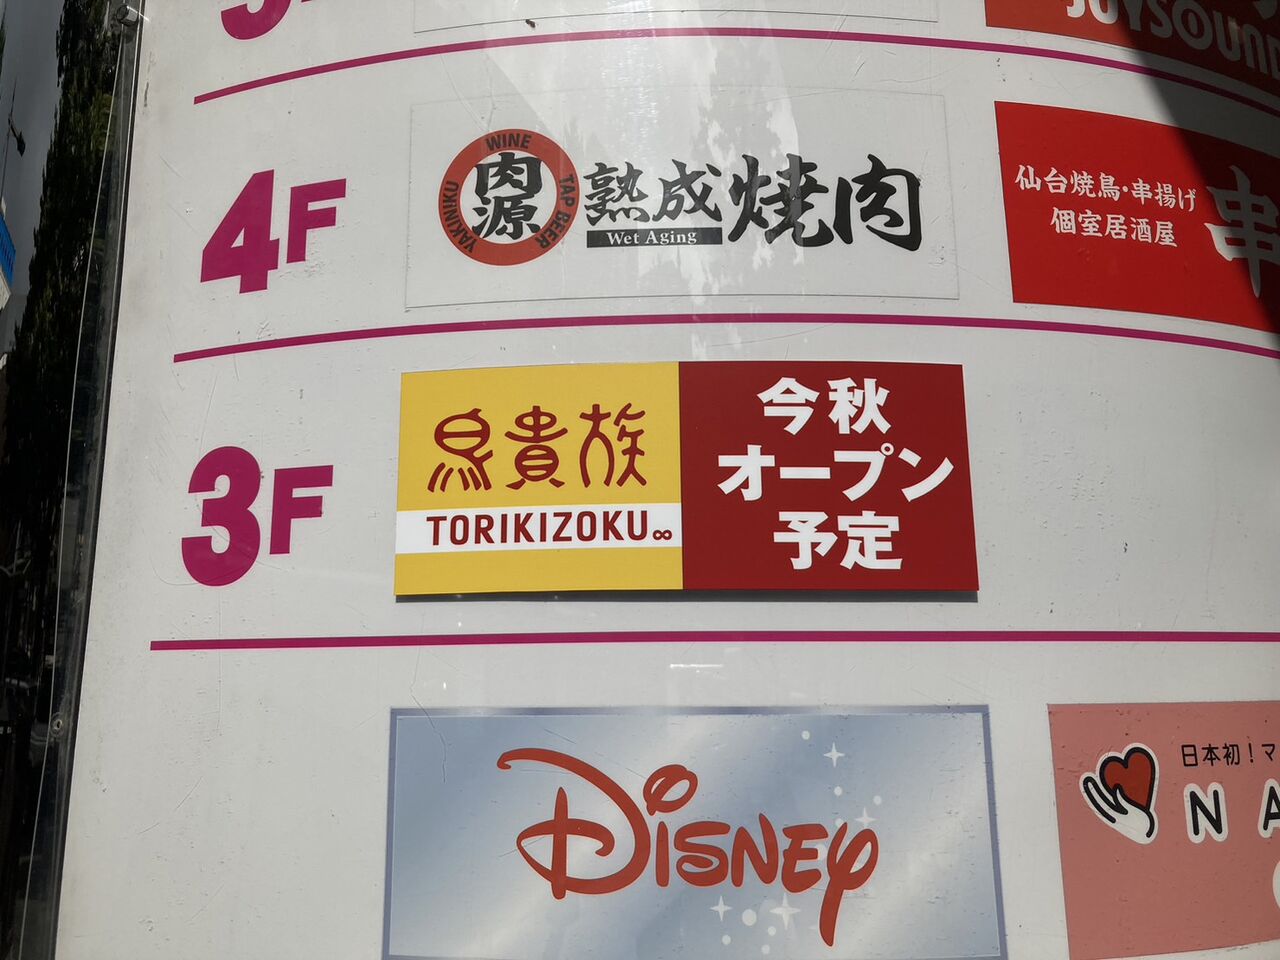 JOYSOUND
4F
WINE
肉源
YAKINIKU
TAP BEER
熟成焼肉
Wet Aging
仙台焼鳥・串揚げ
個室居酒屋
串
3F
鳥貴族
TORIKIZOKU∞
今秋
オープン
予定
DISNEY
日本初!マ
NA